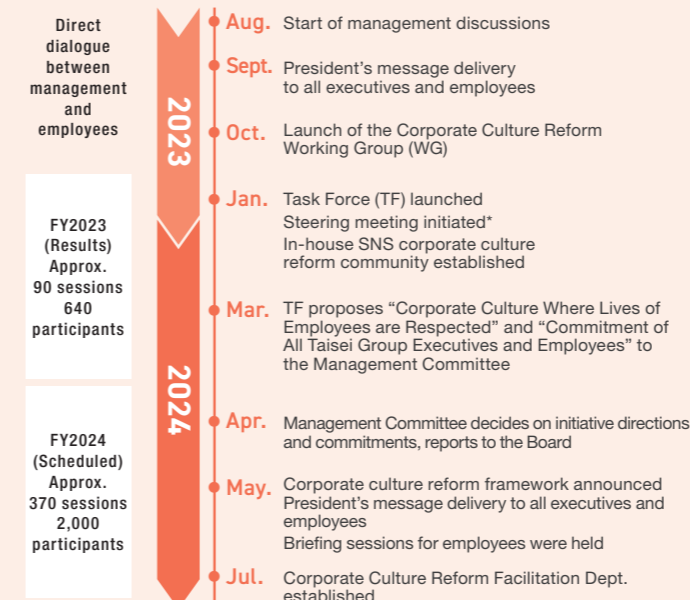 Direct
dialogue
between
management
and
employees
FY2023
(Results)
Approx.
90 sessions
640
participants
FY2024
(Scheduled)
Approx.
370 sessions
2,000
participants
2023
2024
Aug. Start of management discussions
Sept. President's message delivery
to all executives and employees
Oct. Launch of the Corporate Culture Reform
Working Group (WG)
Jan. Task Force (TF) launched
Steering meeting initiated*
In-house SNS corporate culture
reform community established
Mar. TF proposes “Corporate Culture Where Lives of
Employees are Respected” and “Commitment of
All Taisei Group Executives and Employees” to
the Management Committee
Apr. Management Committee decides on initiative directions
and commitments, reports to the Board
May. Corporate culture reform framework announced
President's message delivery to all executives and
employees
Briefing sessions for employees were held
Jul. Corporate Culture Reform Facilitation Dept.
established